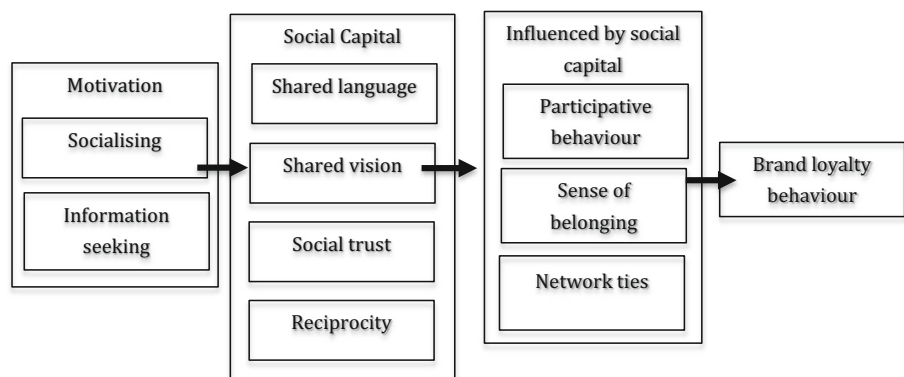 Motivation
Socialising
Information
seeking
Social Capital
Shared language
Shared vision
Social trust
Reciprocity
Influenced by social
capital
Participative
behaviour
Sense of
belonging
Network ties
Brand loyalty
behaviour